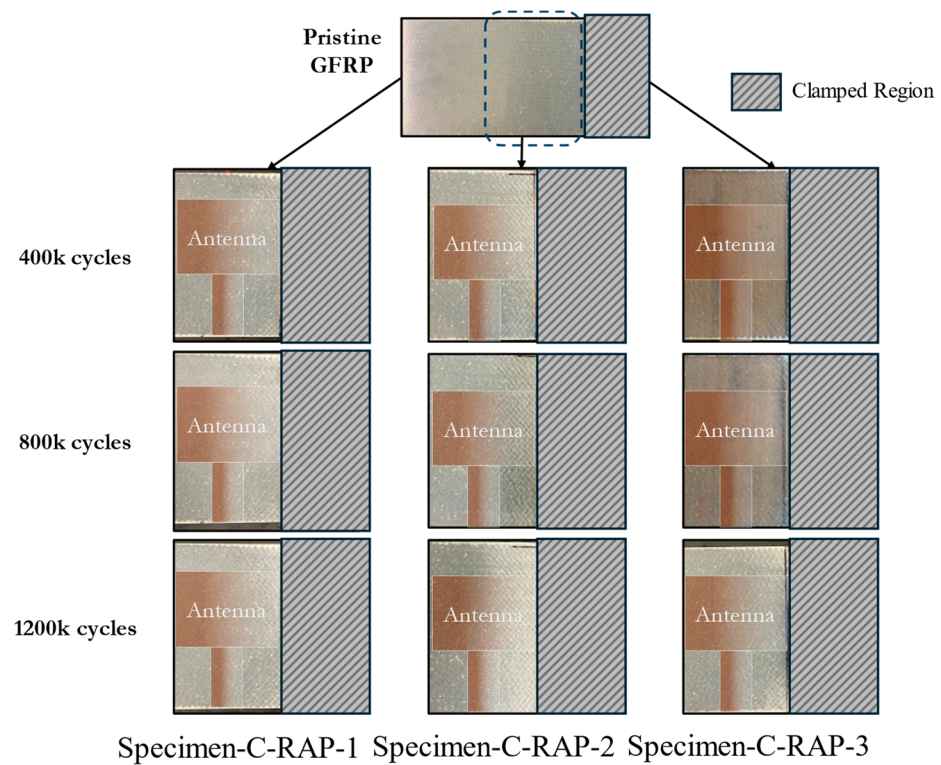 Pristine
GFRP
Clamped Region
400k cycles
Antenna
Antenna
Antenna
800k cycles
Antenna
Antenna
Antenna
1200k cycles
Antenna
Antenna
Antenna
Specimen-C-RAP-1
Specimen-C-RAP-2
Specimen-C-RAP-3